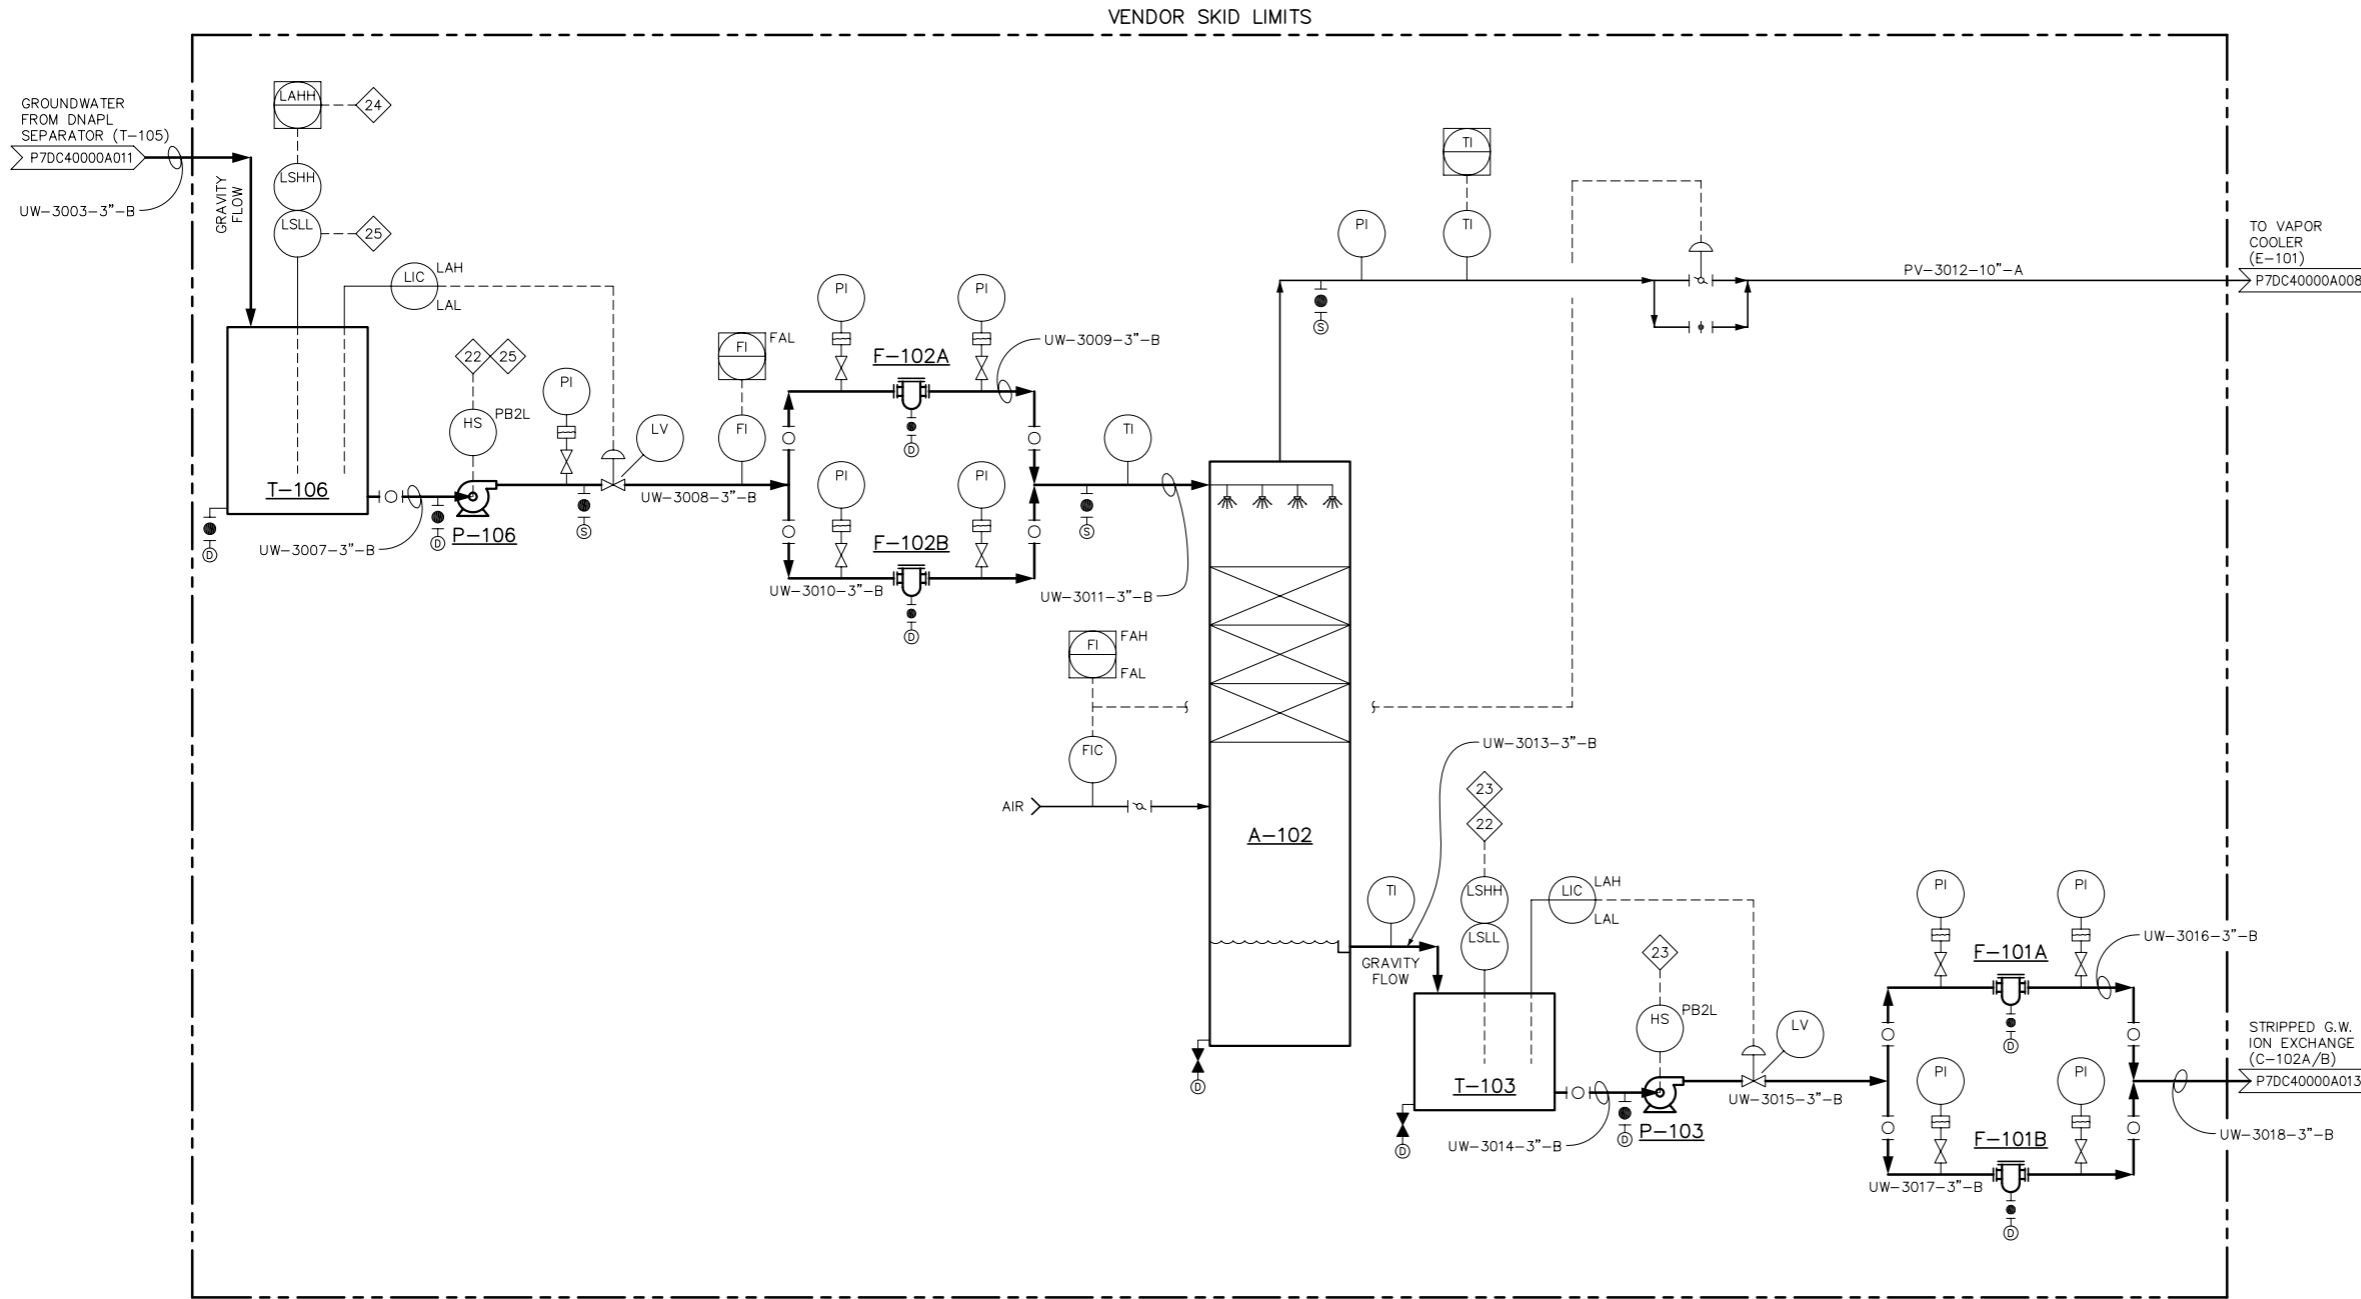 VENDOR SKID LIMITS
GROUNDWATER
FROM DNAPL
SEPARATOR (T-105)
P7DC40000A011
UW-3003-3"-B
GRAVITY
FLOW
LAHH
24
LSHH
LSLL
25
LIC
LAH
LAL
T-106
D
UW-3007-3"-B
D
22
25
HS
PB2L
P-106
PI
S
LV
UW-3008-3"-B
FI
FAL
FI
PI
PI
F-102A
UW-3009-3"-B
D
PI
PI
F-102B
UW-3010-3"-B
D
TI
S
UW-3011-3"-B
TI
PI
TI
S
PV-3012-10"-A
TO VAPOR
COOLER
(E-101)
P7DC40000A008
FI
FAH
FAL
FIC
AIR
A-102
D
UW-3013-3"-B
TI
GRAVITY
FLOW
23
22
LSHH
LSLL
LIC
LAH
LAL
T-103
D
UW-3014-3"-B
D
23
HS
PB2L
P-103
LV
UW-3015-3"-B
PI
PI
F-101A
UW-3016-3"-B
D
PI
PI
F-101B
UW-3017-3"-B
D
UW-3018-3"-B
STRIPPED G.W.
ION EXCHANGE
(C-102A/B)
P7DC40000A013